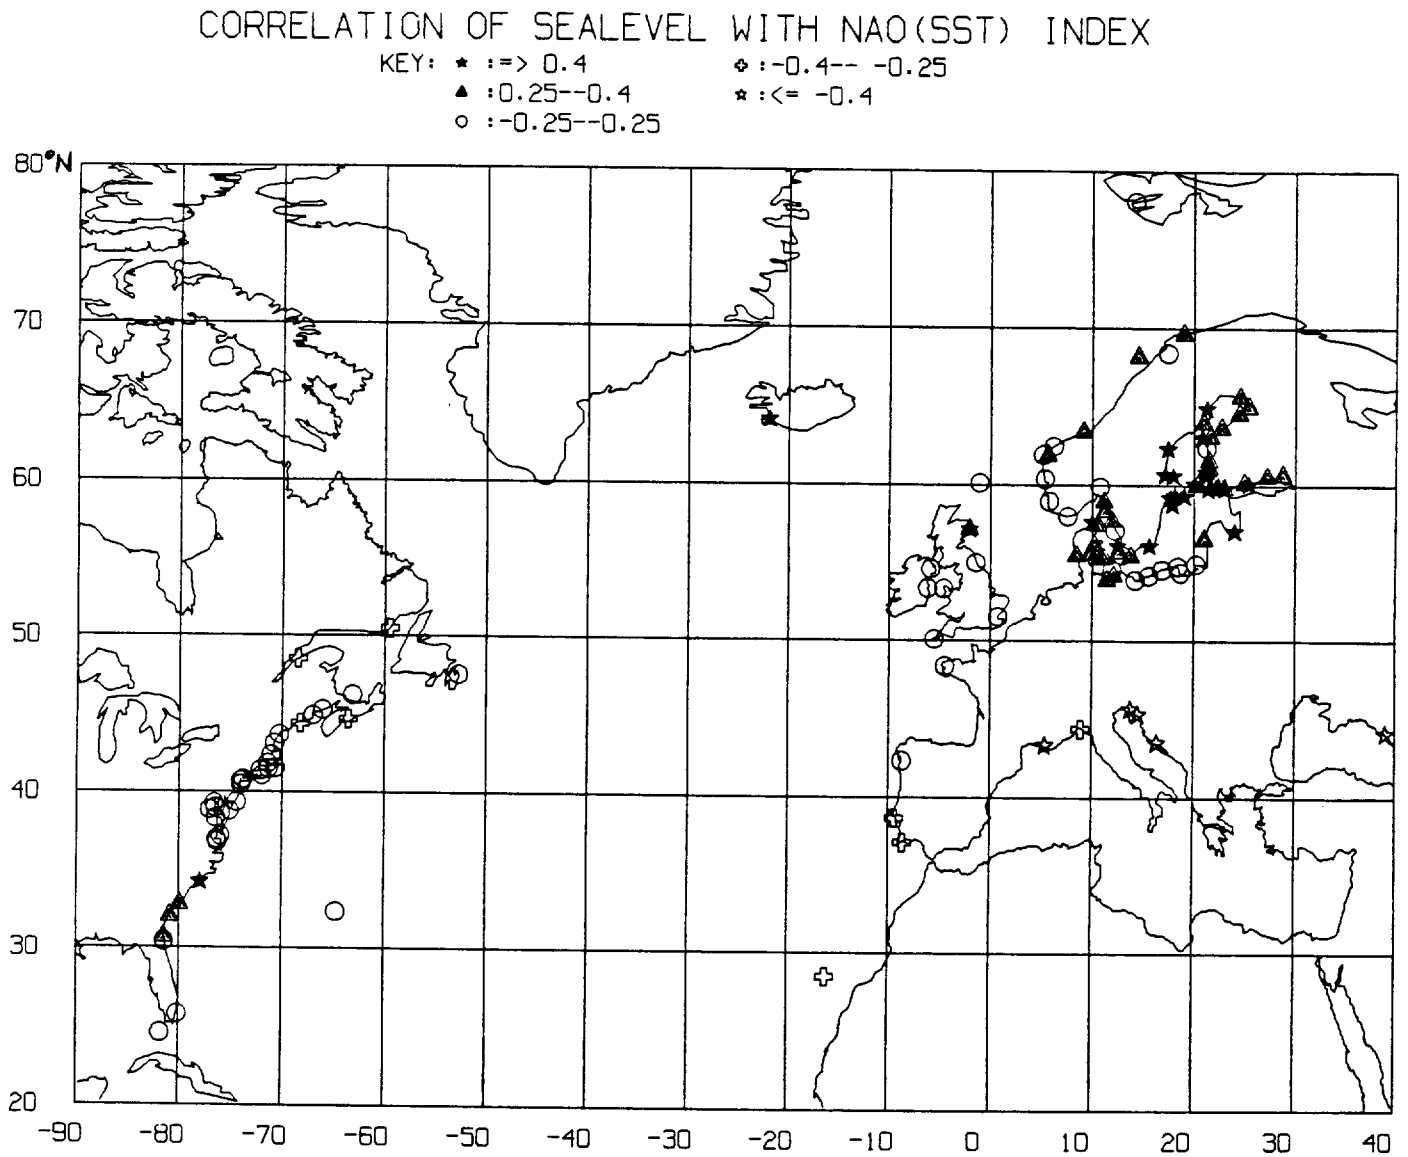 CORRELATION OF SEALEVEL WITH NAO(SST) INDEX
KEY: ★ :=> 0.4
▲ :0.25--0.4
○ :-0.25--0.25
✚ :-0.4-- -0.25
☆ :<= -0.4
80°N
70
60
50
40
30
20
-90 -80 -70 -60 -50 -40 -30 -20 -10 0 10 20 30 40